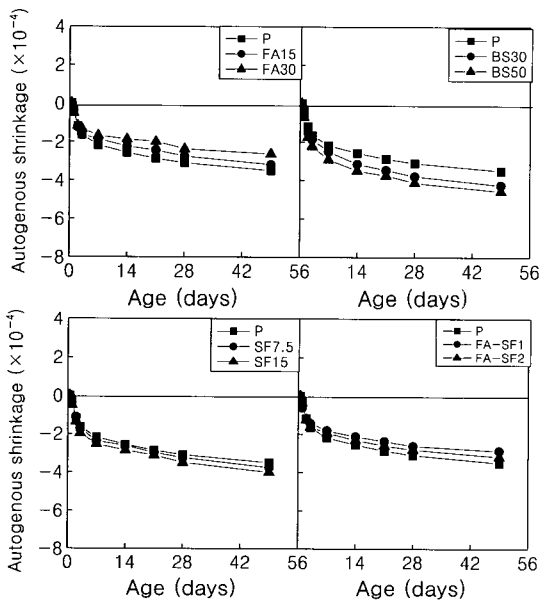 Autogenous shrinkage (×10⁻⁴)
4
2
0
−2
−4
−6
−8
P
FA15
FA30
P
BS30
BS50
0 14 28 42 56 14 28 42 56
Age (days) Age (days)
Autogenous shrinkage (×10⁻⁴)
4
2
0
−2
−4
−6
−8
P
SF7.5
SF15
P
FA-SF1
FA-SF2
0 14 28 42 56 14 28 42 56
Age (days) Age (days)